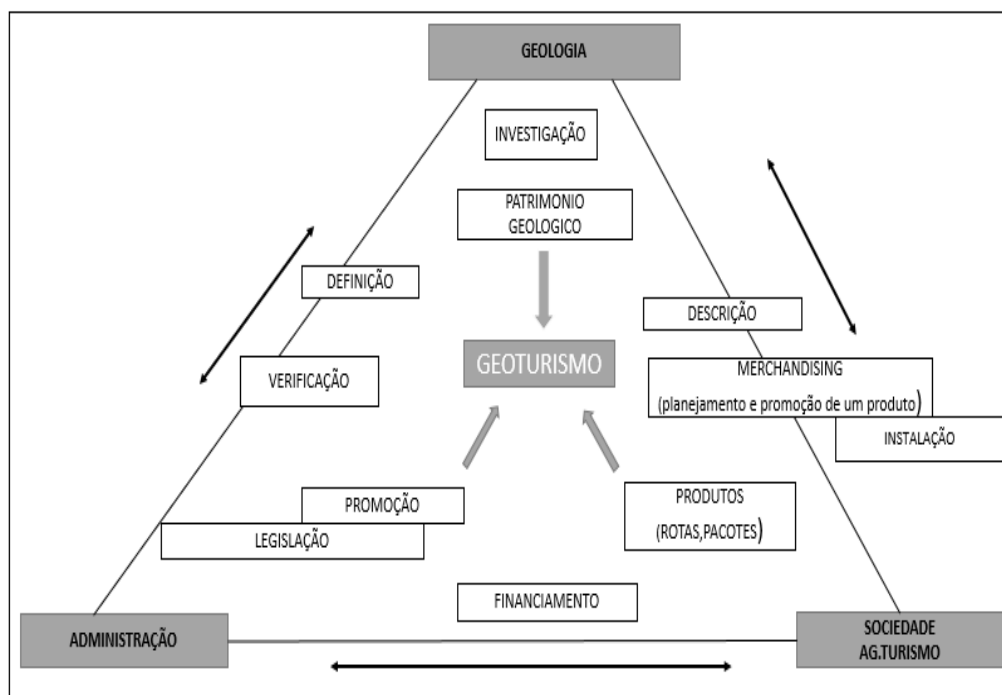 GEOLOGIA
INVESTIGAÇÃO
PATRIMONIO
GEOLOGICO
DEFINIÇÃO
DESCRIÇÃO
GEOTURISMO
VERIFICAÇÃO
MERCHANDISING
(planejamento e promoção de um produto)
INSTALAÇÃO
PROMOÇÃO
LEGISLAÇÃO
PRODUTOS
(ROTAS,PACOTES)
FINANCIAMENTO
ADMINISTRAÇÃO
SOCIEDADE
AG.TURISMO